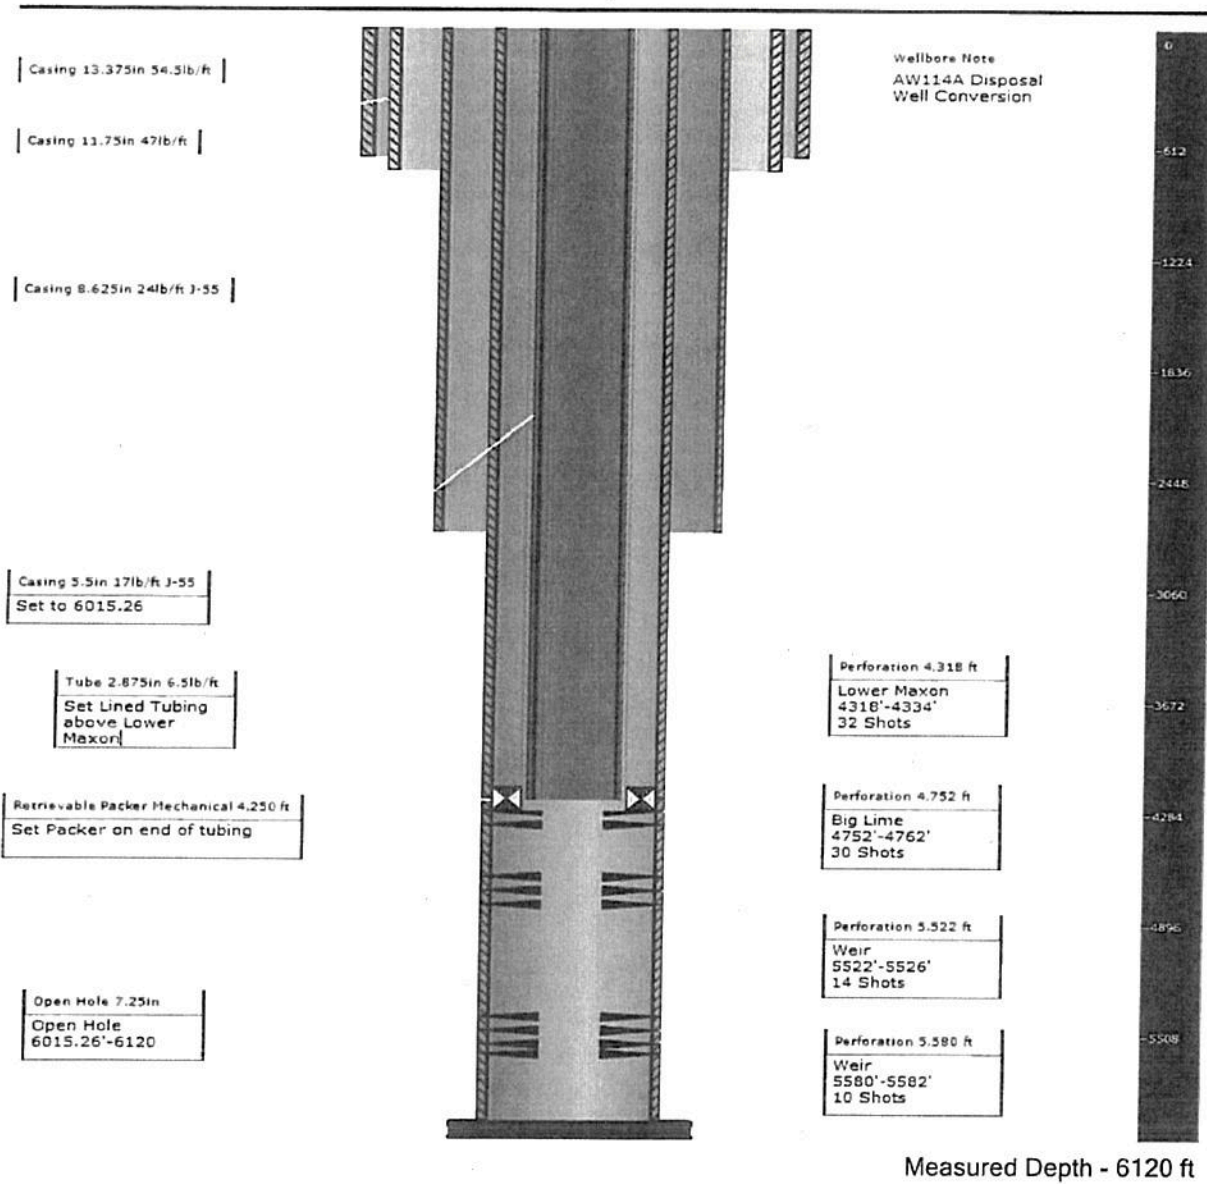 Casing 13.375in 54.5lb/ft
Casing 11.75in 47lb/ft
Casing 8.625in 24lb/ft J-55
Casing 5.5in 17lb/ft J-55
Set to 6015.26
Tube 2.875in 6.5lb/ft
Set Lined Tubing
above Lower
Maxon
Retrievable Packer Mechanical 4,250 ft
Set Packer on end of tubing
Open Hole 7.25in
Open Hole
6015.26'-6120
Wellbore Note
AW114A Disposal
Well Conversion
Perforation 4,318 ft
Lower Maxon
4318'-4334'
32 Shots
Perforation 4,752 ft
Big Lime
4752'-4762'
30 Shots
Perforation 5,522 ft
Weir
5522'-5526'
14 Shots
Perforation 5,580 ft
Weir
5580'-5582'
10 Shots
0
612
1224
1836
2448
3060
3672
4284
4896
5508
Measured Depth - 6120 ft